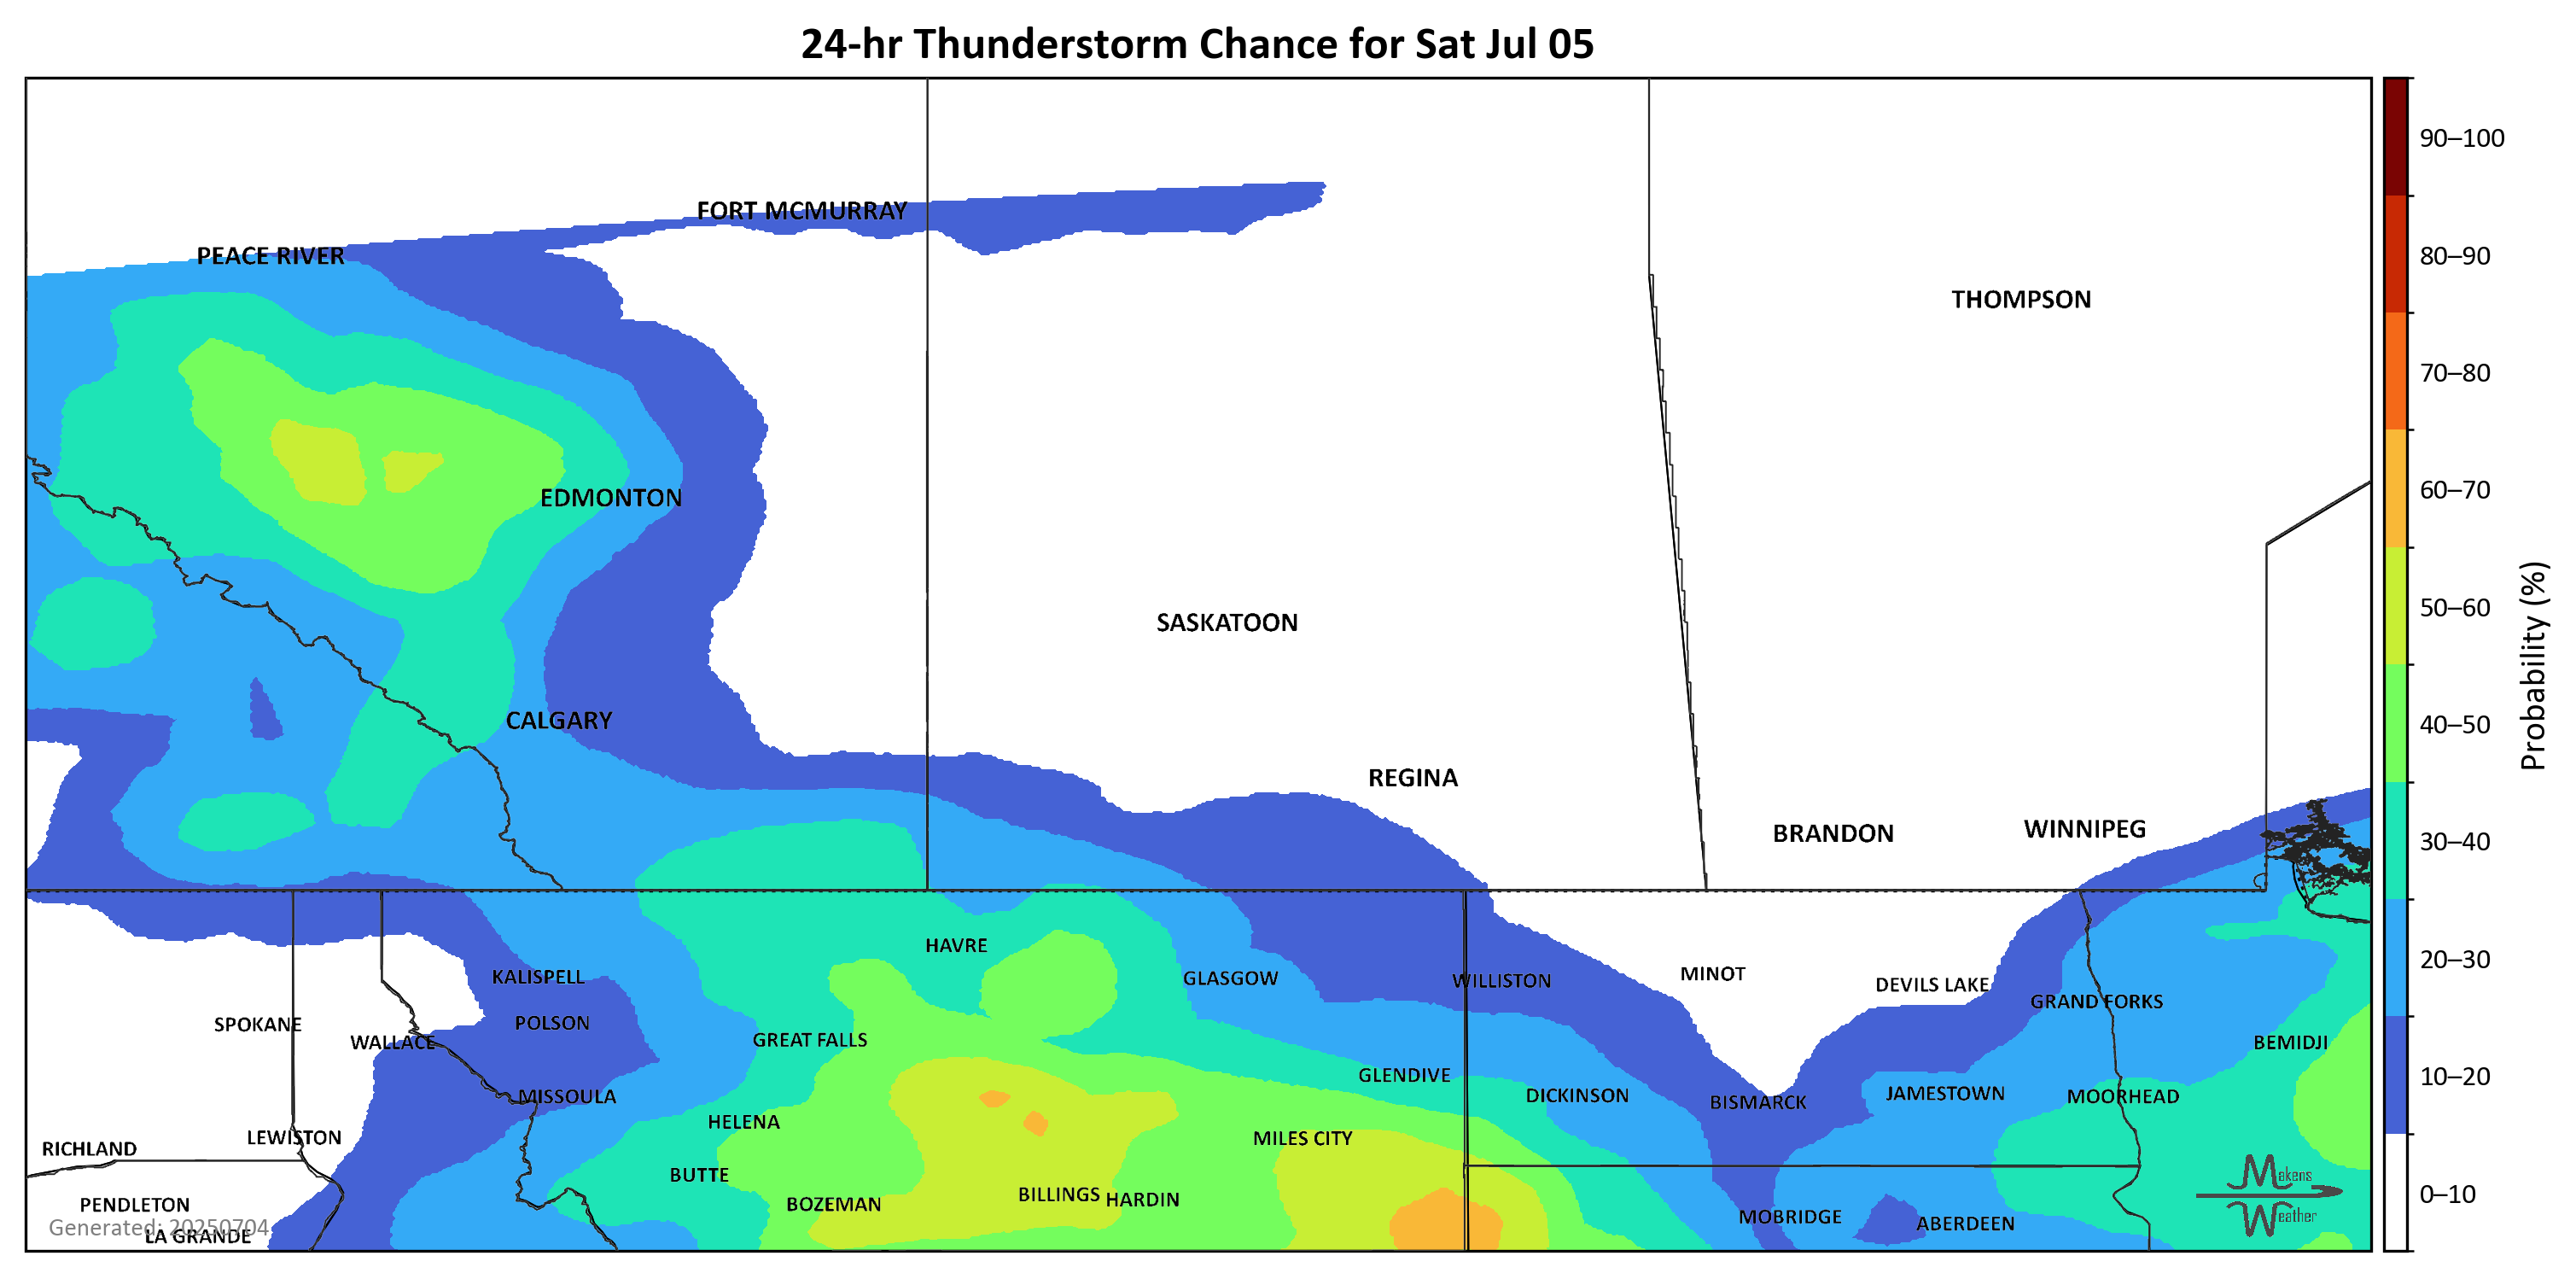 24-hr Thunderstorm Chance for Sat Jul 05
90–100
FORT MCMURRAY
PEACE RIVER
80–90
THOMPSON
70–80
60–70
EDMONTON
50–60
SASKATOON
CALGARY
40–50
Probability (%)
REGINA
BRANDON
WINNIPEG
30–40
HAVRE
20–30
KALISPELL
GLASGOW
WILLISTON
MINOT
DEVILS LAKE
GRAND FORKS
SPOKANE
POLSON
WALLACE
GREAT FALLS
BEMIDJI
GLENDIVE
10–20
MISSOULA
DICKINSON
BISMARCK
JAMESTOWN
MOORHEAD
HELENA
LEWISTON
MILES CITY
RICHLAND
BUTTE
Makens
BILLINGS
HARDIN
0–10
PENDLETON
BOZEMAN
MOBRIDGE
ABERDEEN
Weather
Generated: 20250704
LA GRANDE